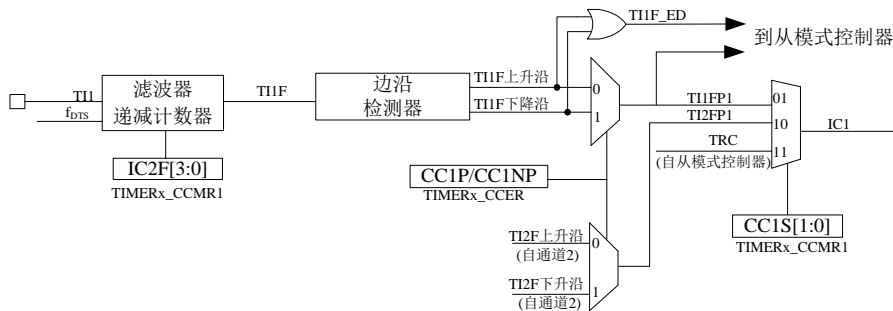 TI1F_ED
到从模式控制器
TI1
f_DTS
滤波器
递减计数器
TI1F
边沿
检测器
TI1F上升沿
TI1F下降沿
0
1
TI1FP1
TI2FP1
TRC
(自从模式控制器)
01
10
11
IC1
IC2F[3:0]
TIMERx_CCMR1
CC1P/CC1NP
TIMERx_CCER
CC1S[1:0]
TIMERx_CCMR1
TI2F上升沿
(自通道2)
0
TI2F下升沿
(自通道2)
1